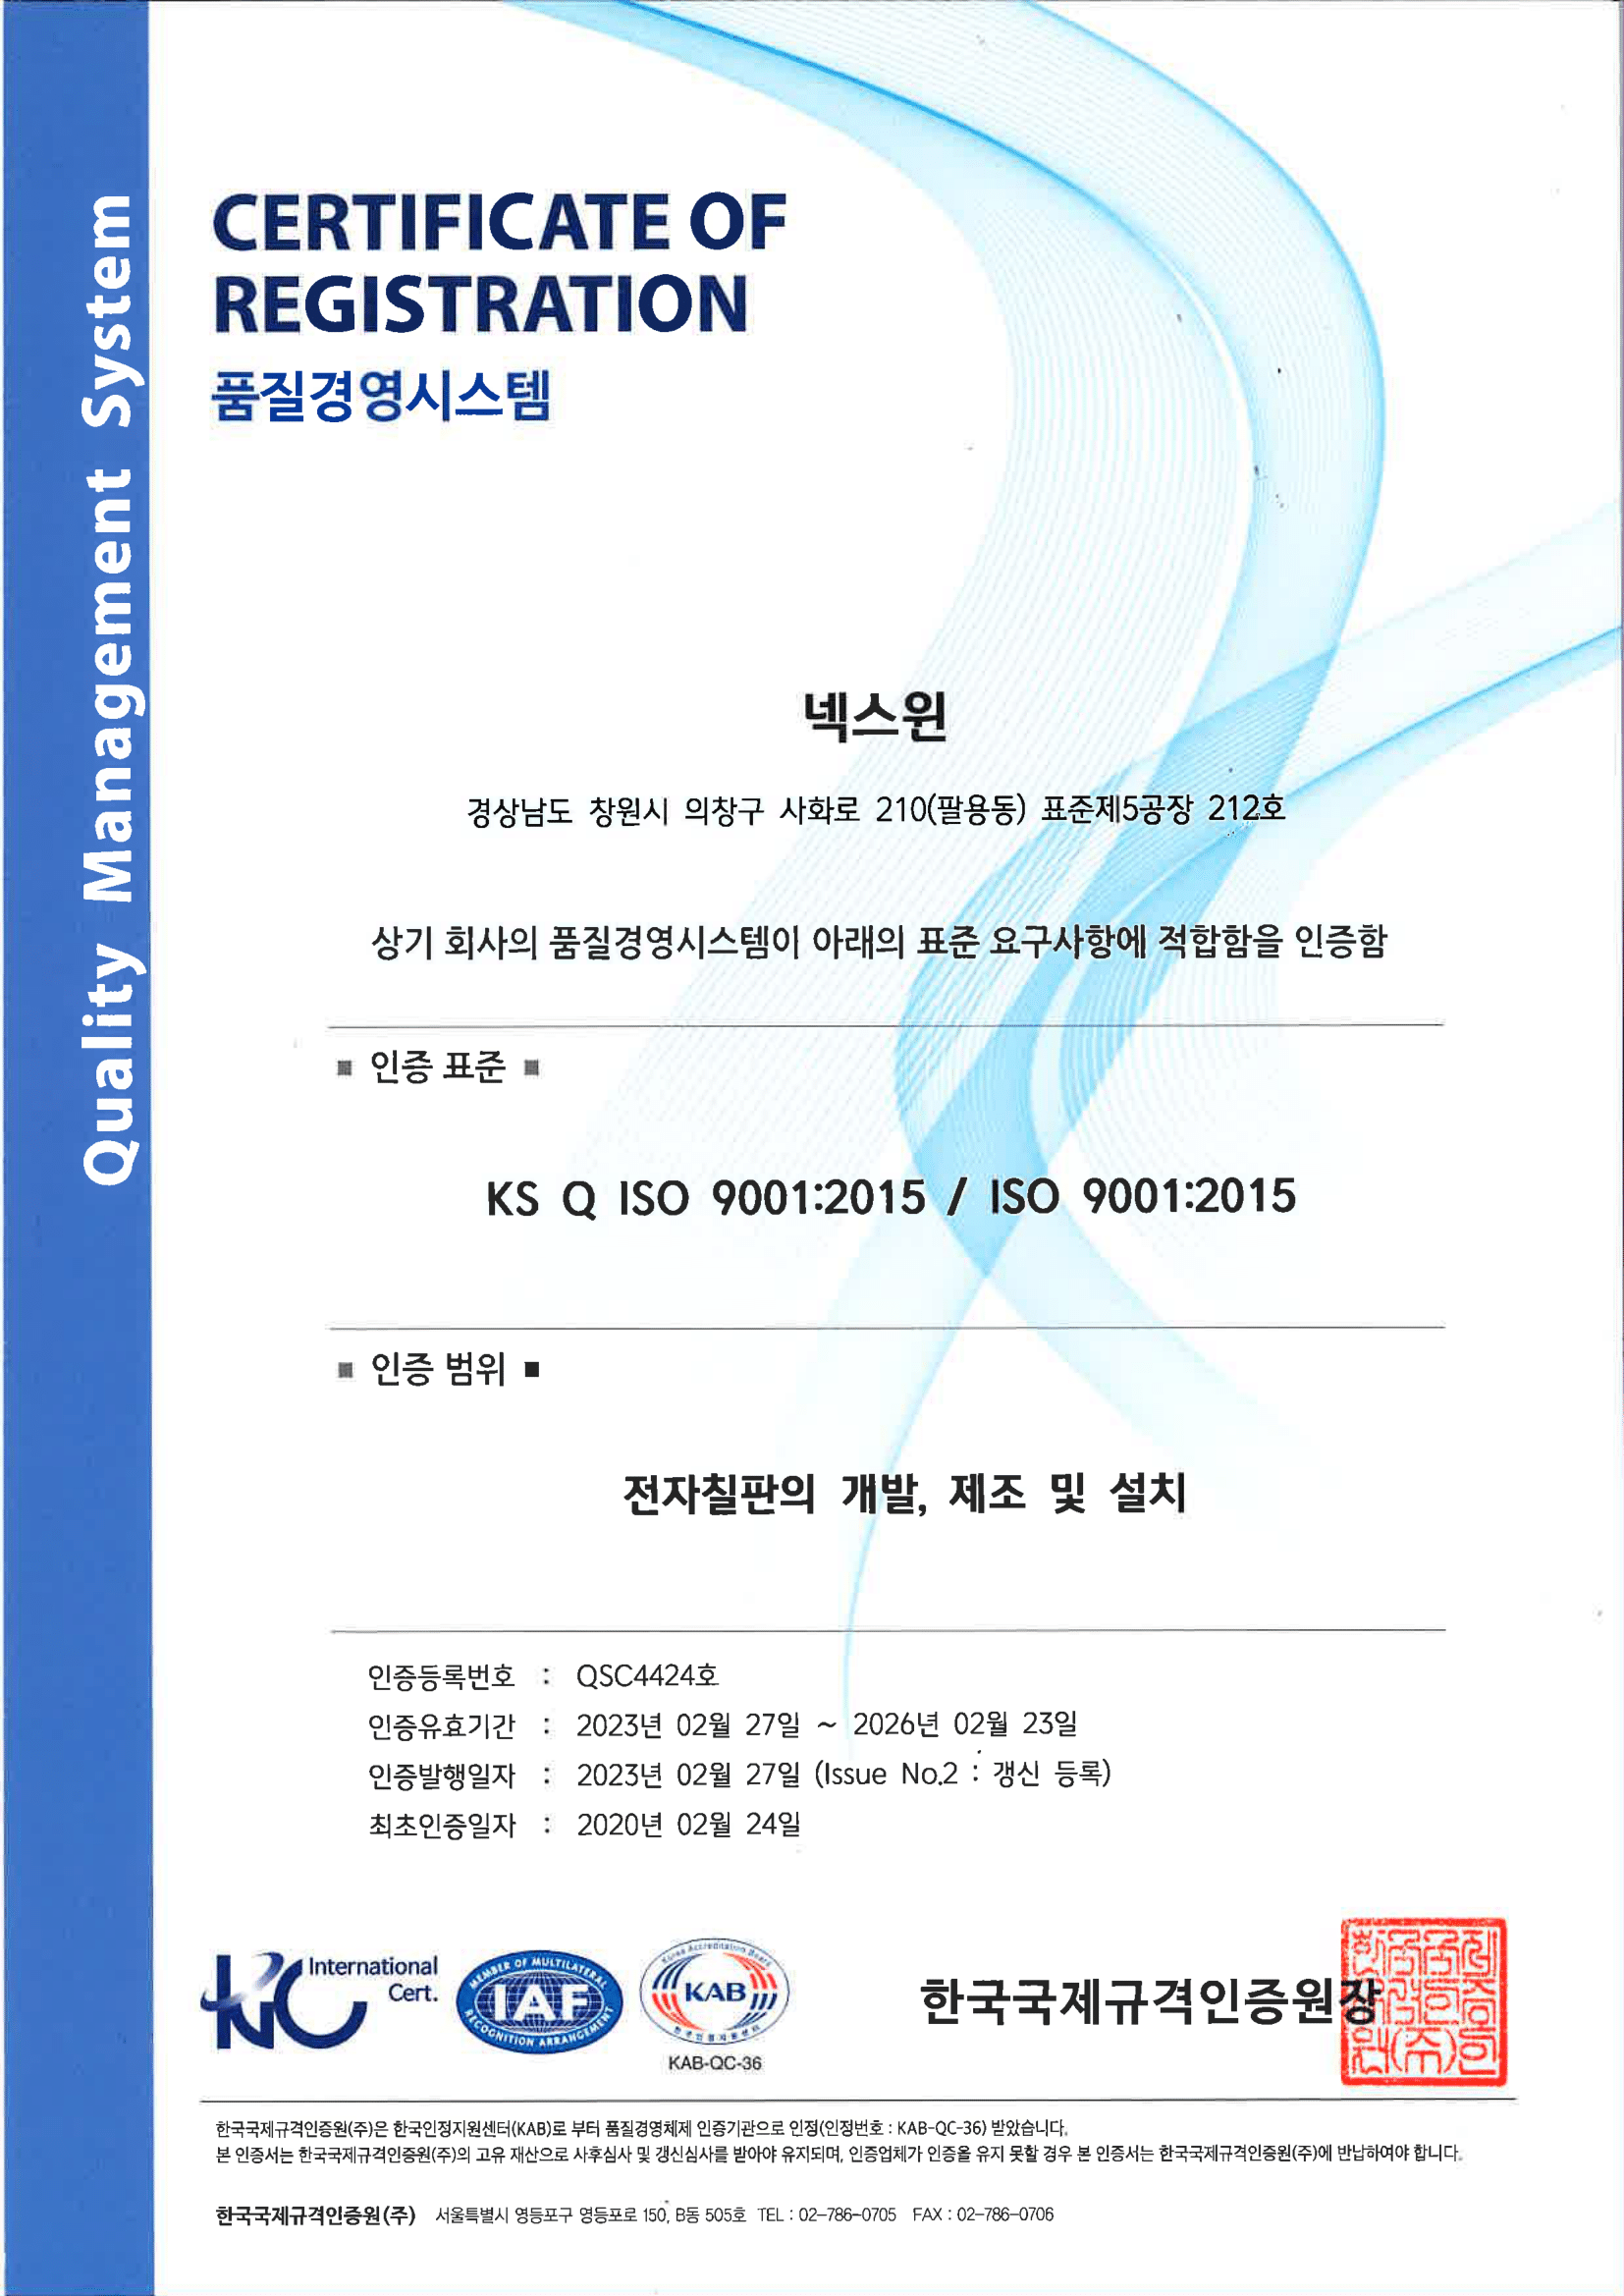 Quality Management System
CERTIFICATE OF
REGISTRATION
품질경영시스템
넥스윈
경상남도 창원시 의창구 사화로 210(팔용동) 표준제5공장 212호
상기 회사의 품질경영시스템이 아래의 표준 요구사항에 적합함을 인증함
■ 인증 표준 ■
KS Q ISO 9001:2015 / ISO 9001:2015
■ 인증 범위 ■
전자칠판의 개발, 제조 및 설치
인증등록번호 : QSC4424호
인증유효기간 : 2023년 02월 27일 ~ 2026년 02월 23일
인증발행일자 : 2023년 02월 27일 (Issue No.2 : 갱신 등록)
최초인증일자 : 2020년 02월 24일
International
Cert.
MEMBER OF MULTILATERAL
IAF
RECOGNITION ARRANGEMENT
Korea Accreditation Board
KAB
한국인정지원센터
KAB-QC-36
한국국제규격인증원장
한국국제규격인증원(주)은 한국인정지원센터(KAB)로 부터 품질경영체제 인증기관으로 인정(인정번호 : KAB-QC-36) 받았습니다.
본 인증서는 한국국제규격인증원(주)의 고유 재산으로 사후심사 및 갱신심사를 받아야 유지되며, 인증업체가 인증을 유지 못할 경우 본 인증서는 한국국제규격인증원(주)에 반납하여야 합니다.
한국국제규격인증원(주) 서울특별시 영등포구 영등포로 150, B동 505호 TEL : 02-786-0705 FAX : 02-786-0706